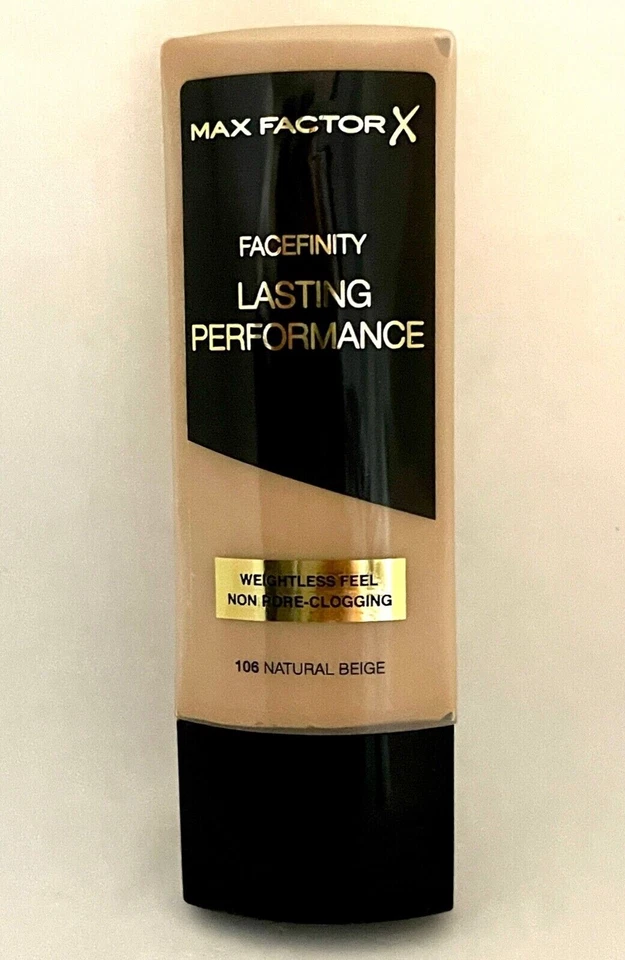 MAX FACTOR X
FACEFINITY
LASTING
PERFORMANCE
WEIGHTLESS FEEL
NON PORE-CLOGGING
106 NATURAL BEIGE